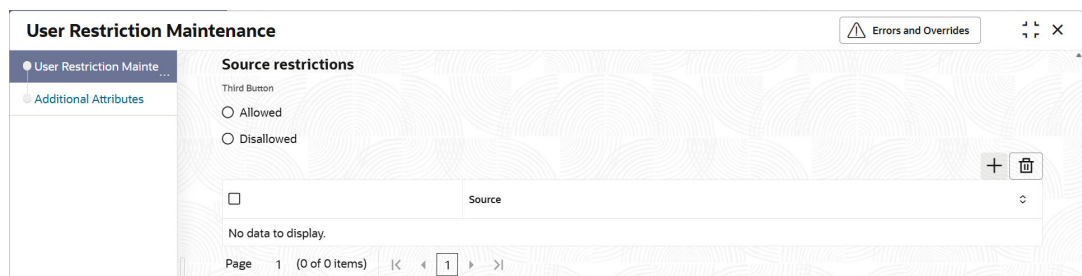 User Restriction Maintenance
Errors and Overrides
User Restriction Mainte...
Additional Attributes
Source restrictions
Third Button
Allowed
Disallowed
Source
No data to display.
Page 1 (0 of 0 items) 1